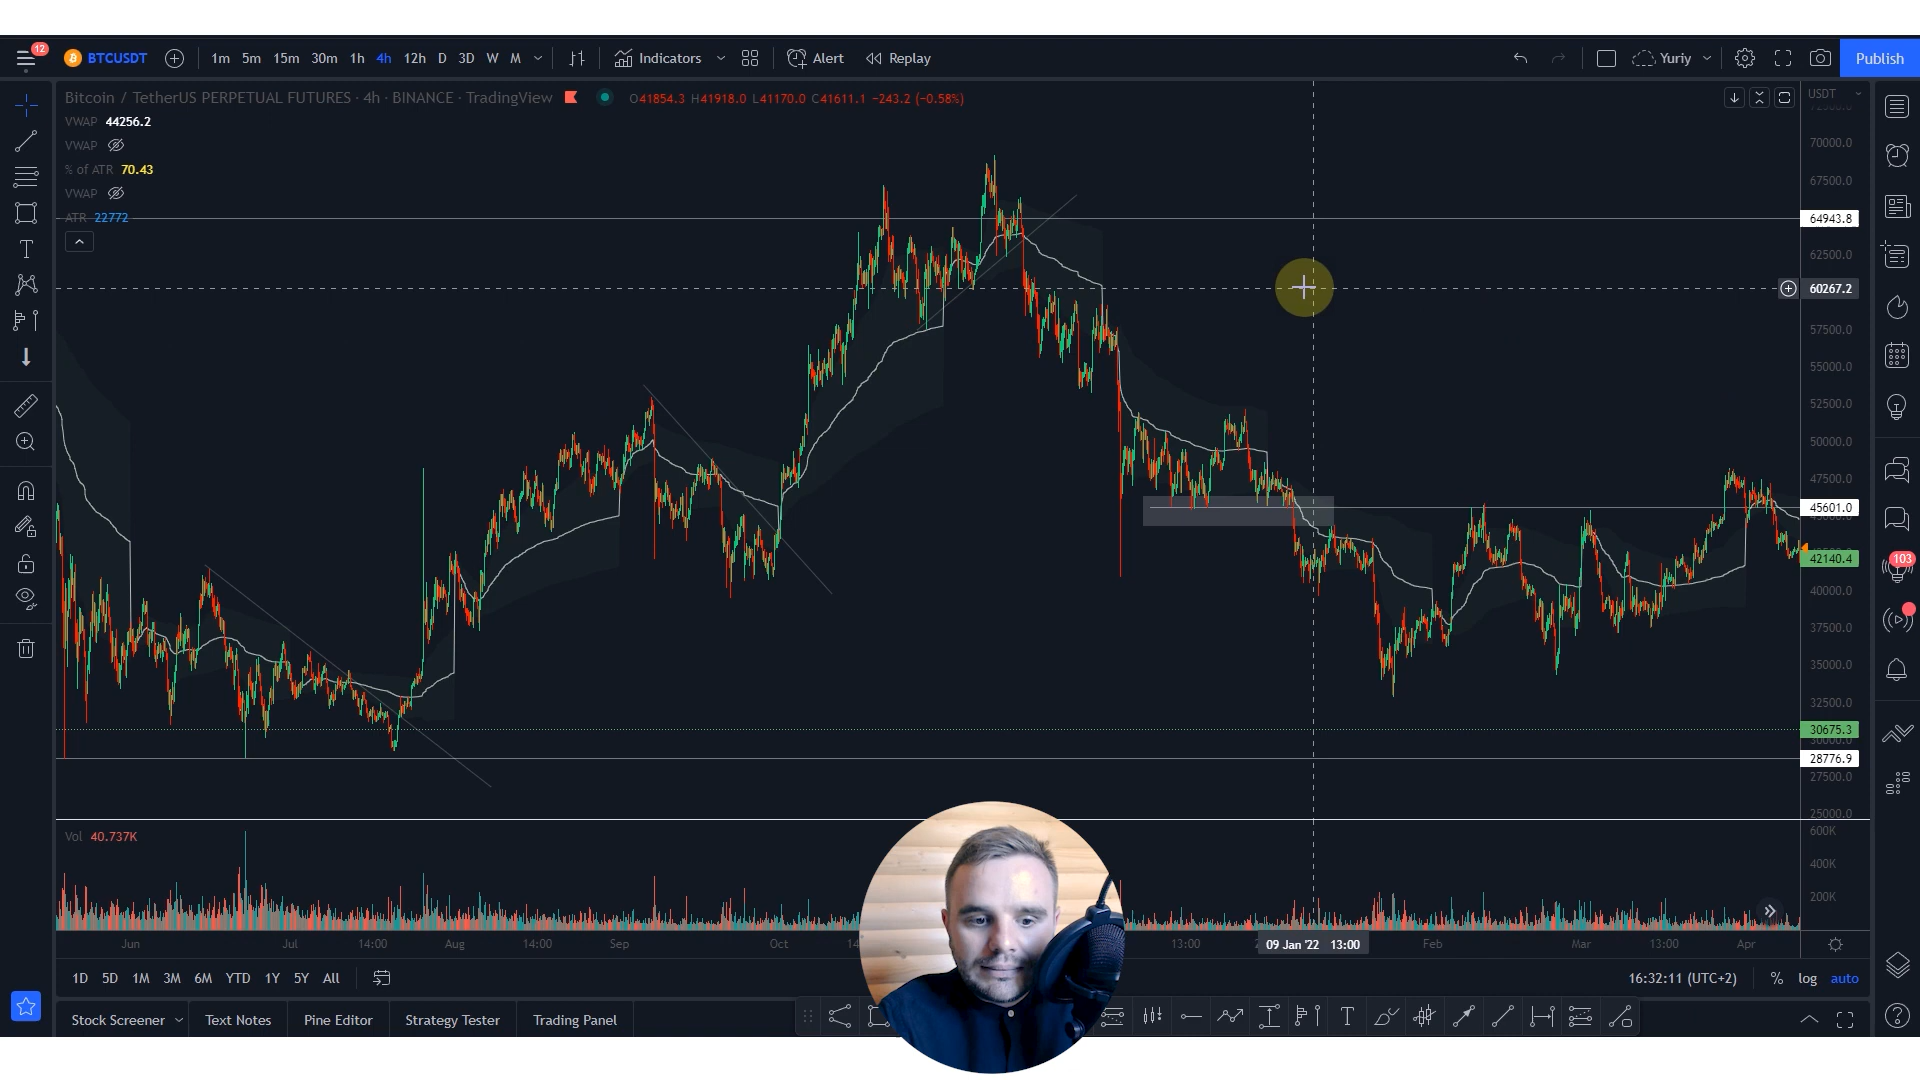 12
BTCUSDT 1m 5m 15m 30m 1h 4h 12h D 3D W M Indicators Alert Replay Yuriy Publish
Bitcoin / TetherUS PERPETUAL FUTURES · 4h · BINANCE · TradingView O41854.3 H41918.0 L41170.0 C41611.1 −243.2 (−0.58%) USDT
VWAP 44256.2
VWAP
% of ATR 70.43
VWAP
ATR 22772
70000.0
67500.0
64943.8
62500.0
60267.2
57500.0
55000.0
52500.0
50000.0
47500.0
45601.0
42140.4
40000.0
37500.0
35000.0
32500.0
30675.3
28776.9
27500.0
25000.0
103
Vol 40.737K
600K
400K
200K
Jun Jul 14:00 Aug 14:00 Sep Oct 13:00 09 Jan '22 13:00 Feb Mar 13:00 Apr
1D 5D 1M 3M 6M YTD 1Y 5Y All 16:32:11 (UTC+2) % log auto
Stock Screener Text Notes Pine Editor Strategy Tester Trading Panel